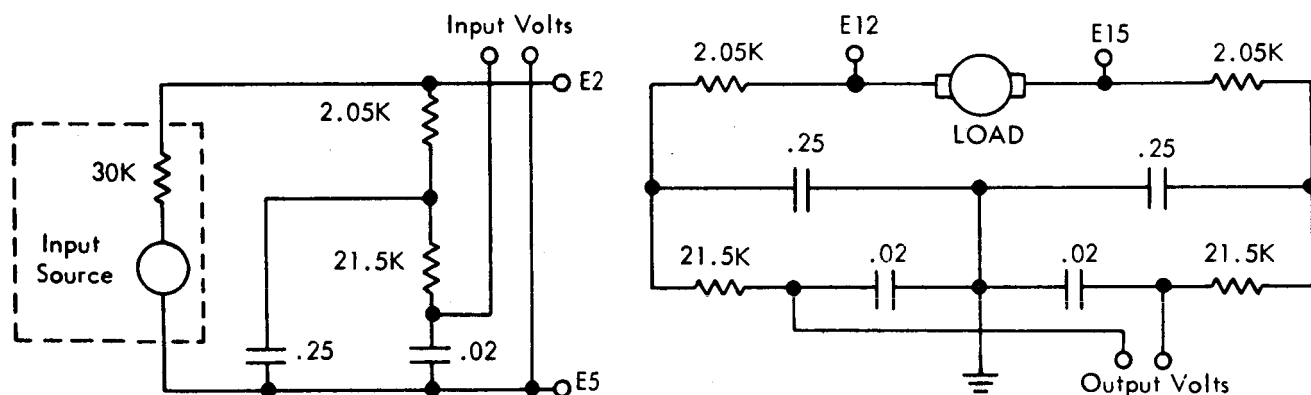 Input Volts
E2
2.05K
30K
Input
Source
21.5K
.25
.02
E5
E12
E15
2.05K
2.05K
LOAD
.25
.25
21.5K
.02
.02
21.5K
Output Volts